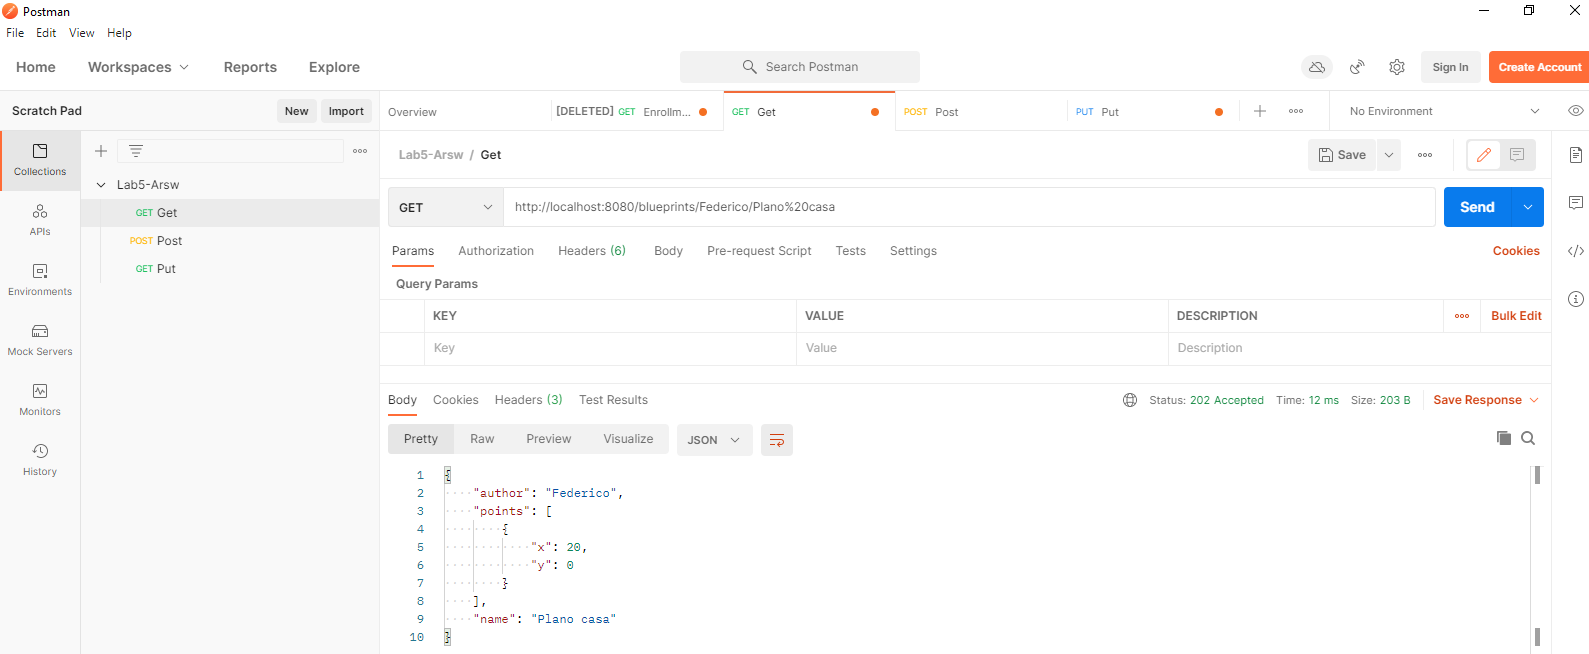 Postman
File Edit View Help
Home Workspaces Reports Explore Search Postman Sign In Create Account
Scratch Pad New Import
Overview [DELETED] GET Enrollm... GET Get POST Post PUT Put No Environment
Collections
APIs
Environments
Mock Servers
Monitors
History
Lab5-Arsw
GET Get
POST Post
GET Put
Lab5-Arsw / Get Save
GET http://localhost:8080/blueprints/Federico/Plano%20casa Send
Params Authorization Headers (6) Body Pre-request Script Tests Settings Cookies
Query Params
KEY VALUE DESCRIPTION Bulk Edit
Key Value Description
Body Cookies Headers (3) Test Results Status: 202 Accepted Time: 12 ms Size: 203 B Save Response
Pretty Raw Preview Visualize JSON
1 {
2 "author": "Federico",
3 "points": [
4 {
5 "x": 20,
6 "y": 0
7 }
8 ],
9 "name": "Plano casa"
10 }